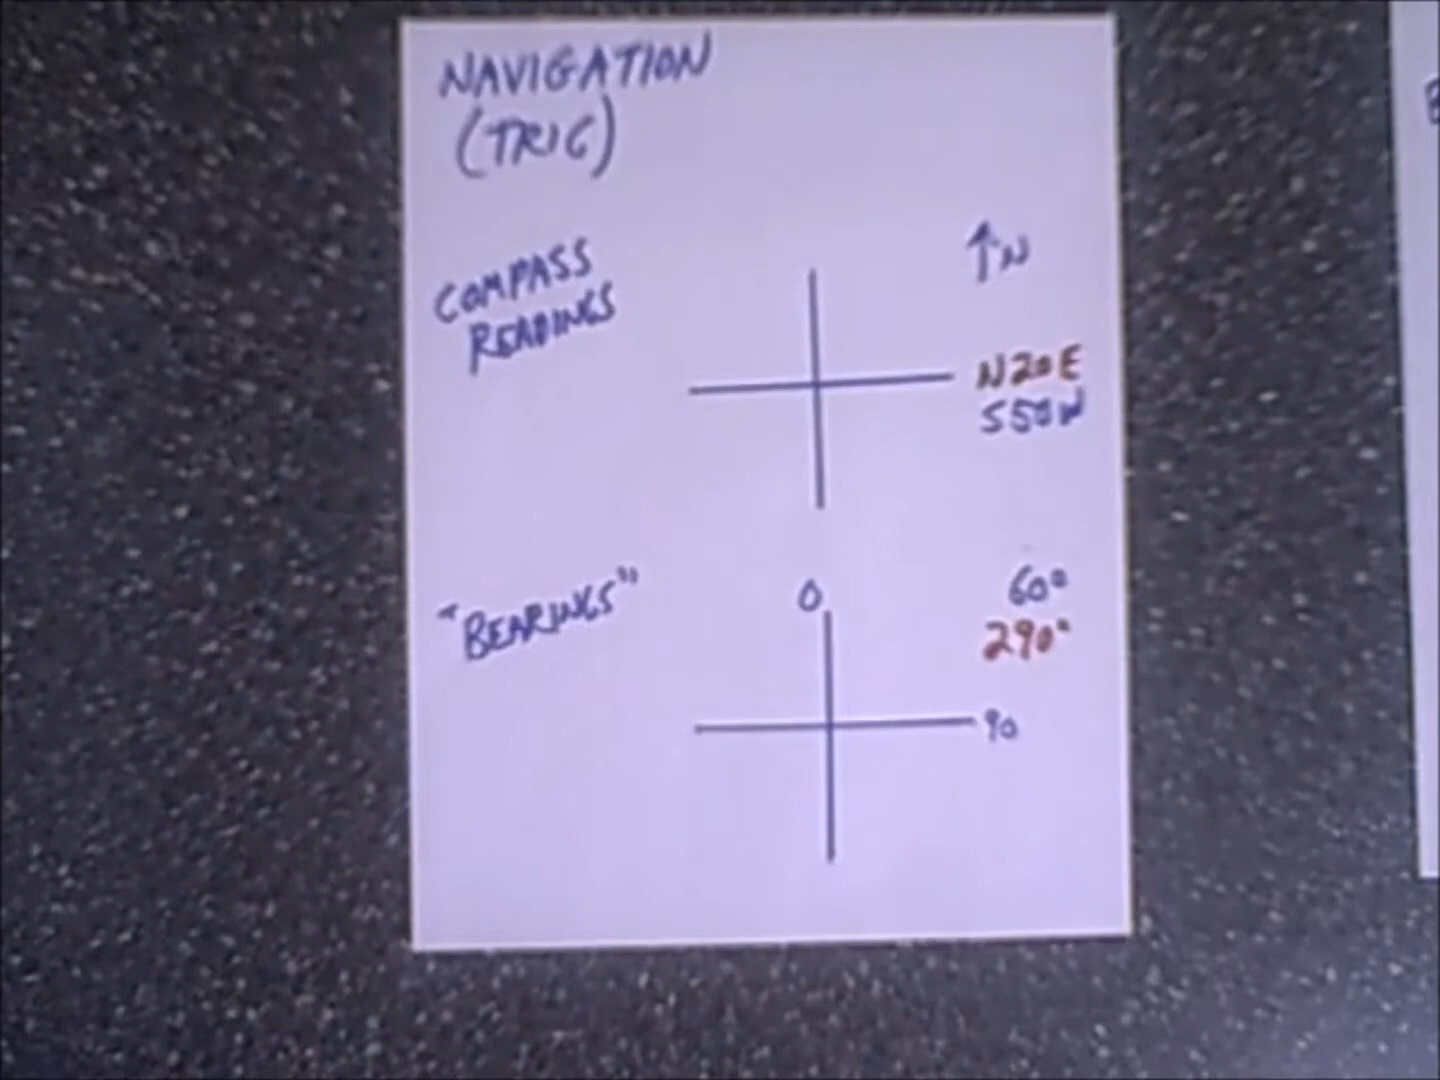 NAVIGATION
(TRIG)
COMPASS
READINGS
↑N
N20E
S50W
"BEARINGS"
0
60°
290°
90